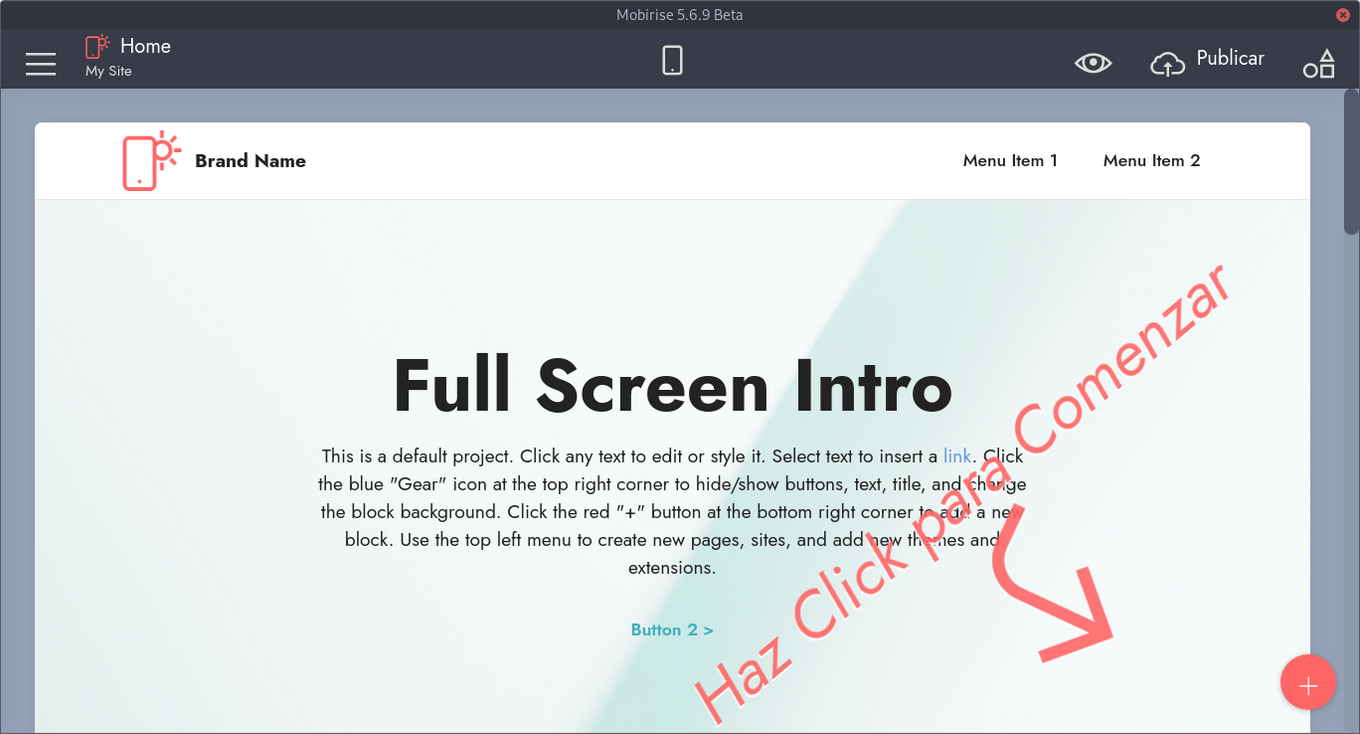 Mobirise 5.6.9 Beta
Home
My Site
Publicar
Brand Name
Menu Item 1
Menu Item 2
Full Screen Intro
This is a default project. Click any text to edit or style it. Select text to insert a link. Click
the blue "Gear" icon at the top right corner to hide/show buttons, text, title, and change
the block background. Click the red "+" button at the bottom right corner to add a new
block. Use the top left menu to create new pages, sites, and add new themes and
extensions.
Button 2 >
Haz Click para Comenzar